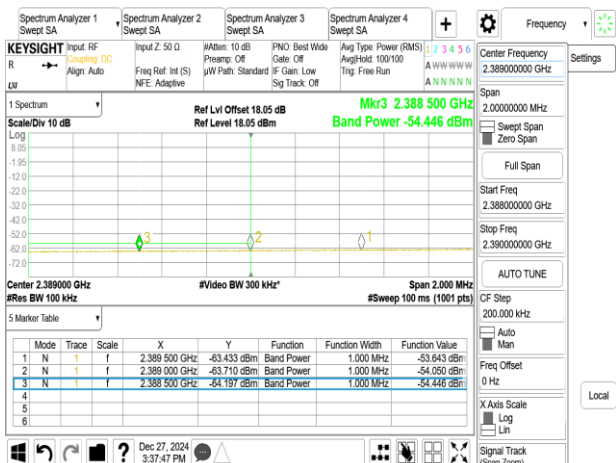 Spectrum Analyzer 1
Swept SA
Spectrum Analyzer 2
Swept SA
Spectrum Analyzer 3
Swept SA
Spectrum Analyzer 4
Swept SA
+
Frequency
KEYSIGHT
R
LXI
Input: RF
Coupling: DC
Align: Auto
Input Z: 50 Ω
Freq Ref: Int (S)
NFE: Adaptive
#Atten: 10 dB
Preamp: Off
µW Path: Standard
PNO: Best Wide
Gate: Off
IF Gain: Low
Sig Track: Off
Avg Type: Power (RMS)
Avg|Hold: 100/100
Trig: Free Run
1 2 3 4 5 6
A W W W W W
A N N N N N
1 Spectrum
Scale/Div 10 dB
Ref Lvl Offset 18.05 dB
Ref Level 18.05 dBm
Mkr3 2.388 500 GHz
Band Power -54.446 dBm
Log
8.05
-1.95
-12.0
-22.0
-32.0
-42.0
-52.0
-62.0
-72.0
3
2
1
Center 2.389000 GHz
#Res BW 100 kHz
#Video BW 300 kHz*
Span 2.000 MHz
#Sweep 100 ms (1001 pts)
5 Marker Table
Mode Trace Scale X Y Function Function Width Function Value
1 N 1 f 2.389 500 GHz -63.433 dBm Band Power 1.000 MHz -53.643 dBm
2 N 1 f 2.389 000 GHz -63.710 dBm Band Power 1.000 MHz -54.050 dBm
3 N 1 f 2.388 500 GHz -64.197 dBm Band Power 1.000 MHz -54.446 dBm
4
5
6
?
Dec 27, 2024
3:37:47 PM
Center Frequency
2.389000000 GHz
Settings
Span
2.00000000 MHz
Swept Span
Zero Span
Full Span
Start Freq
2.388000000 GHz
Stop Freq
2.390000000 GHz
AUTO TUNE
CF Step
200.000 kHz
Auto
Man
Freq Offset
0 Hz
X Axis Scale
Log
Lin
Local
Signal Track
(Span Zoom)